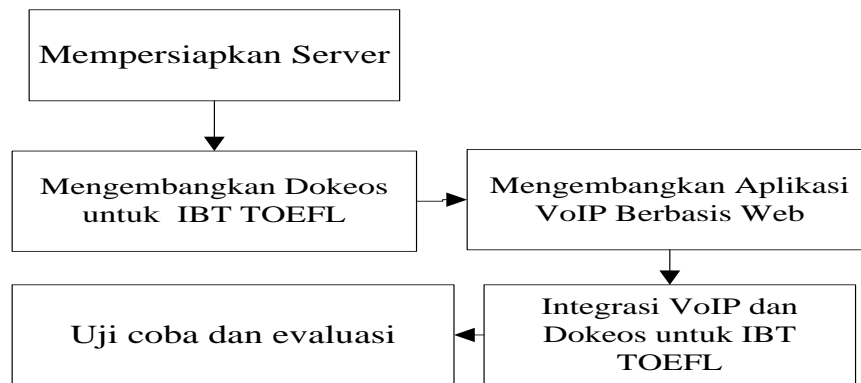 Mempersiapkan Server
Mengembangkan Dokeos
untuk IBT TOEFL
Mengembangkan Aplikasi
VoIP Berbasis Web
Integrasi VoIP dan
Dokeos untuk IBT
TOEFL
Uji coba dan evaluasi